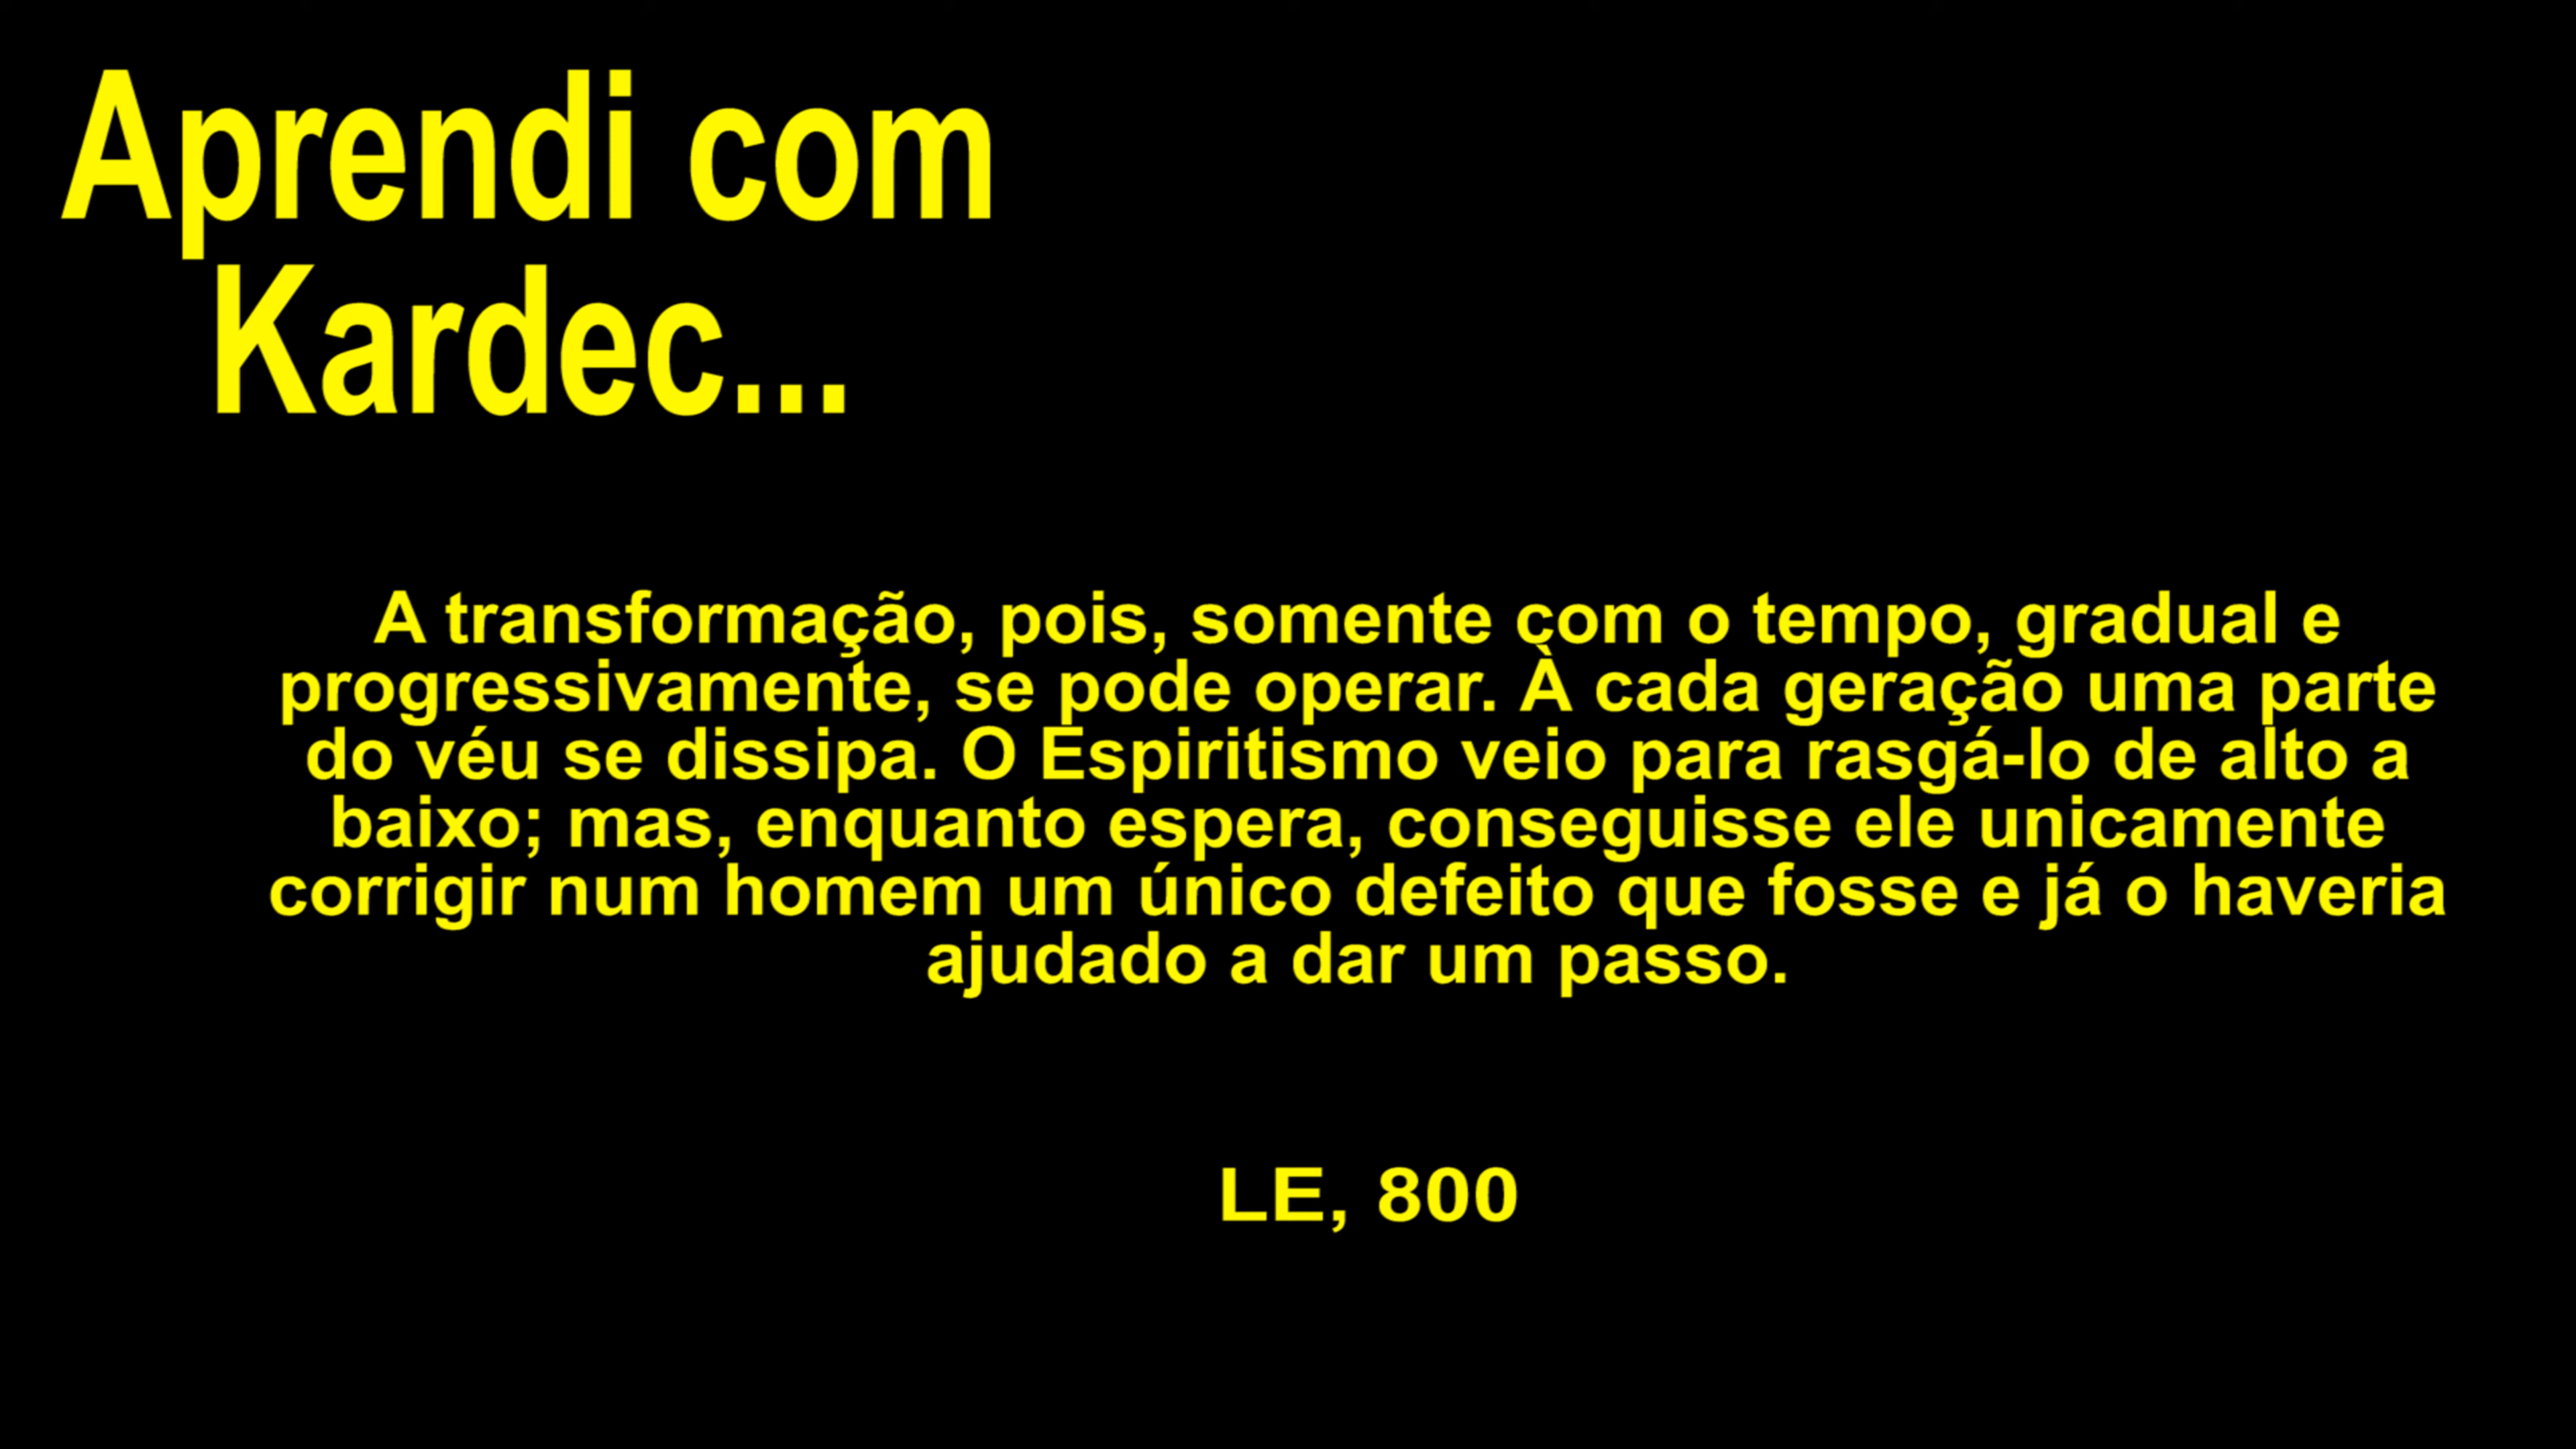 Aprendi com
Kardec...
A transformação, pois, somente com o tempo, gradual e
progressivamente, se pode operar. À cada geração uma parte
do véu se dissipa. O Espiritismo veio para rasgá-lo de alto a
baixo; mas, enquanto espera, conseguisse ele unicamente
corrigir num homem um único defeito que fosse e já o haveria
ajudado a dar um passo.
LE, 800